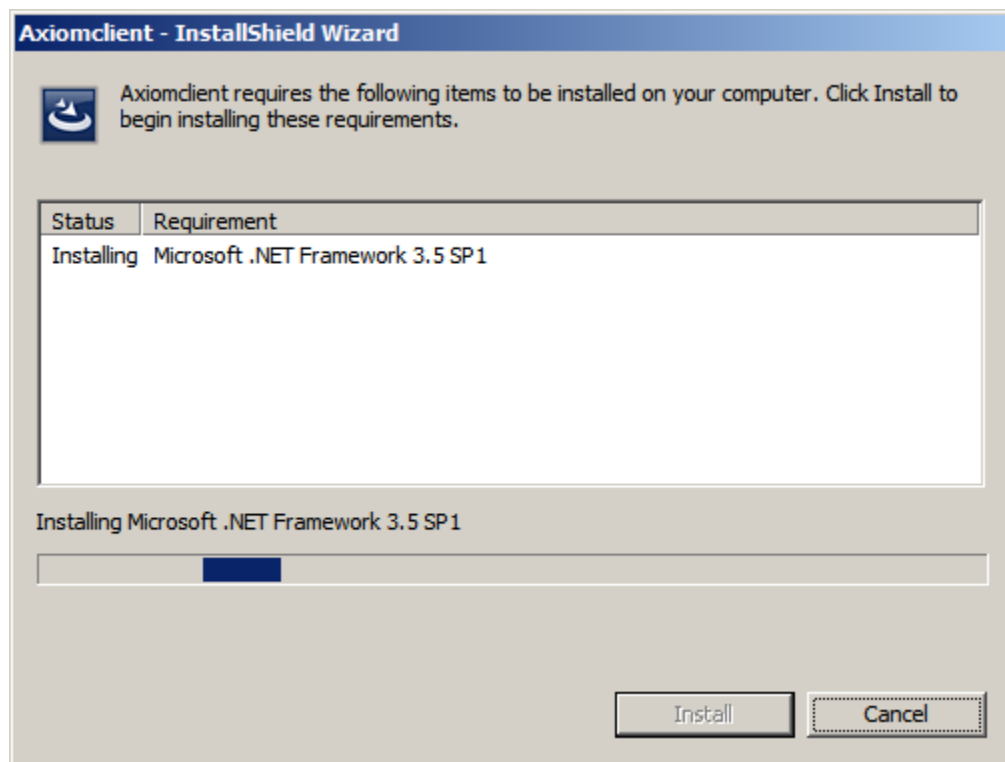 Axiomclient - InstallShield Wizard
Axiomclient requires the following items to be installed on your computer. Click Install to
begin installing these requirements.
Status Requirement
Installing Microsoft .NET Framework 3.5 SP1
Installing Microsoft .NET Framework 3.5 SP1
Install Cancel